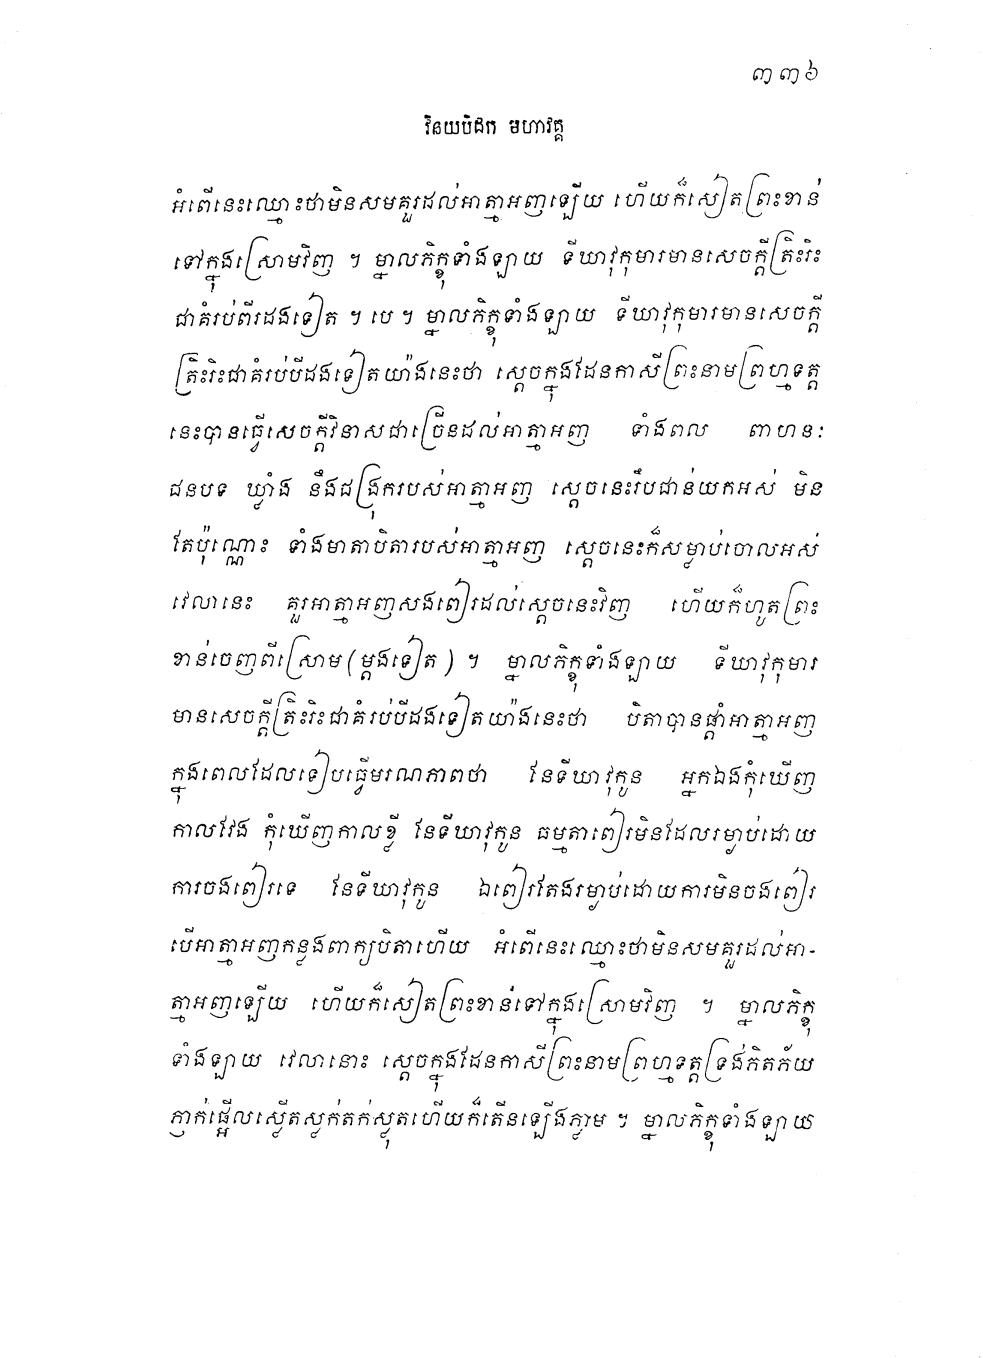 ៣៣៦
វិនយបិដក មហាវគ្គ
អំពើនេះឈ្មោះថាមិនសមគួរដល់អាត្មាអញឡើយ ហើយក៏សៀតព្រះខាន់
ទៅក្នុងស្រោមវិញ ។ ម្នាលភិក្ខុទាំងឡាយ ទីឃាវុកុមារមានសេចក្តីត្រិះរិះ
ជាគំរប់ពីរដងទៀត ។ បេ ។ ម្នាលភិក្ខុទាំងឡាយ ទីឃាវុកុមារមានសេចក្តី
ត្រិះរិះជាគំរប់បីដងទៀតយ៉ាងនេះថា ស្តេចក្នុងដែនកាសីព្រះនាមព្រហ្មទត្ត
នេះបានធ្វើសេចក្តីវិនាសជាច្រើនដល់អាត្មាអញ ទាំងពល ពាហនៈ
ជនបទ ឃ្លាំង នឹងជង្រុករបស់អាត្មាអញ ស្តេចនេះរឹបជាន់យកអស់ មិន
តែប៉ុណ្ណោះ ទាំងមាតាបិតារបស់អាត្មាអញ ស្តេចនេះក៏សម្លាប់ចោលអស់
វេលានេះ គួរអាត្មាអញសងពៀរដល់ស្តេចនេះវិញ ហើយក៏ហូតព្រះ
ខាន់ចេញពីស្រោម(ម្តងទៀត) ។ ម្នាលភិក្ខុទាំងឡាយ ទីឃាវុកុមារ
មានសេចក្តីត្រិះរិះជាគំរប់បីដងទៀតយ៉ាងនេះថា បិតាបានផ្តាំអាត្មាអញ
ក្នុងពេលដែលទៀបធ្វើមរណភាពថា នែទីឃាវុកូន អ្នកឯងកុំឃើញ
កាលវែង កុំឃើញកាលខ្លី នែទីឃាវុកូន ធម្មតាពៀរមិនដែលរម្ងាប់ដោយ
ការចងពៀរទេ នែទីឃាវុកូន ឯពៀរតែងរម្ងាប់ដោយការមិនចងពៀរ
បើអាត្មាអញកន្លងពាក្យបិតាហើយ អំពើនេះឈ្មោះថាមិនសមគួរដល់អា-
ត្មាអញឡើយ ហើយក៏សៀតព្រះខាន់ទៅក្នុងស្រោមវិញ ។ ម្នាលភិក្ខុ
ទាំងឡាយ វេលានោះ ស្តេចក្នុងដែនកាសីព្រះនាមព្រហ្មទត្តទ្រង់ភិតភ័យ
ភ្ញាក់ផ្អើលស្លើតស្លក់តក់ស្លុតហើយក៏តើនឡើងភ្លាម ។ ម្នាលភិក្ខុទាំងឡាយ